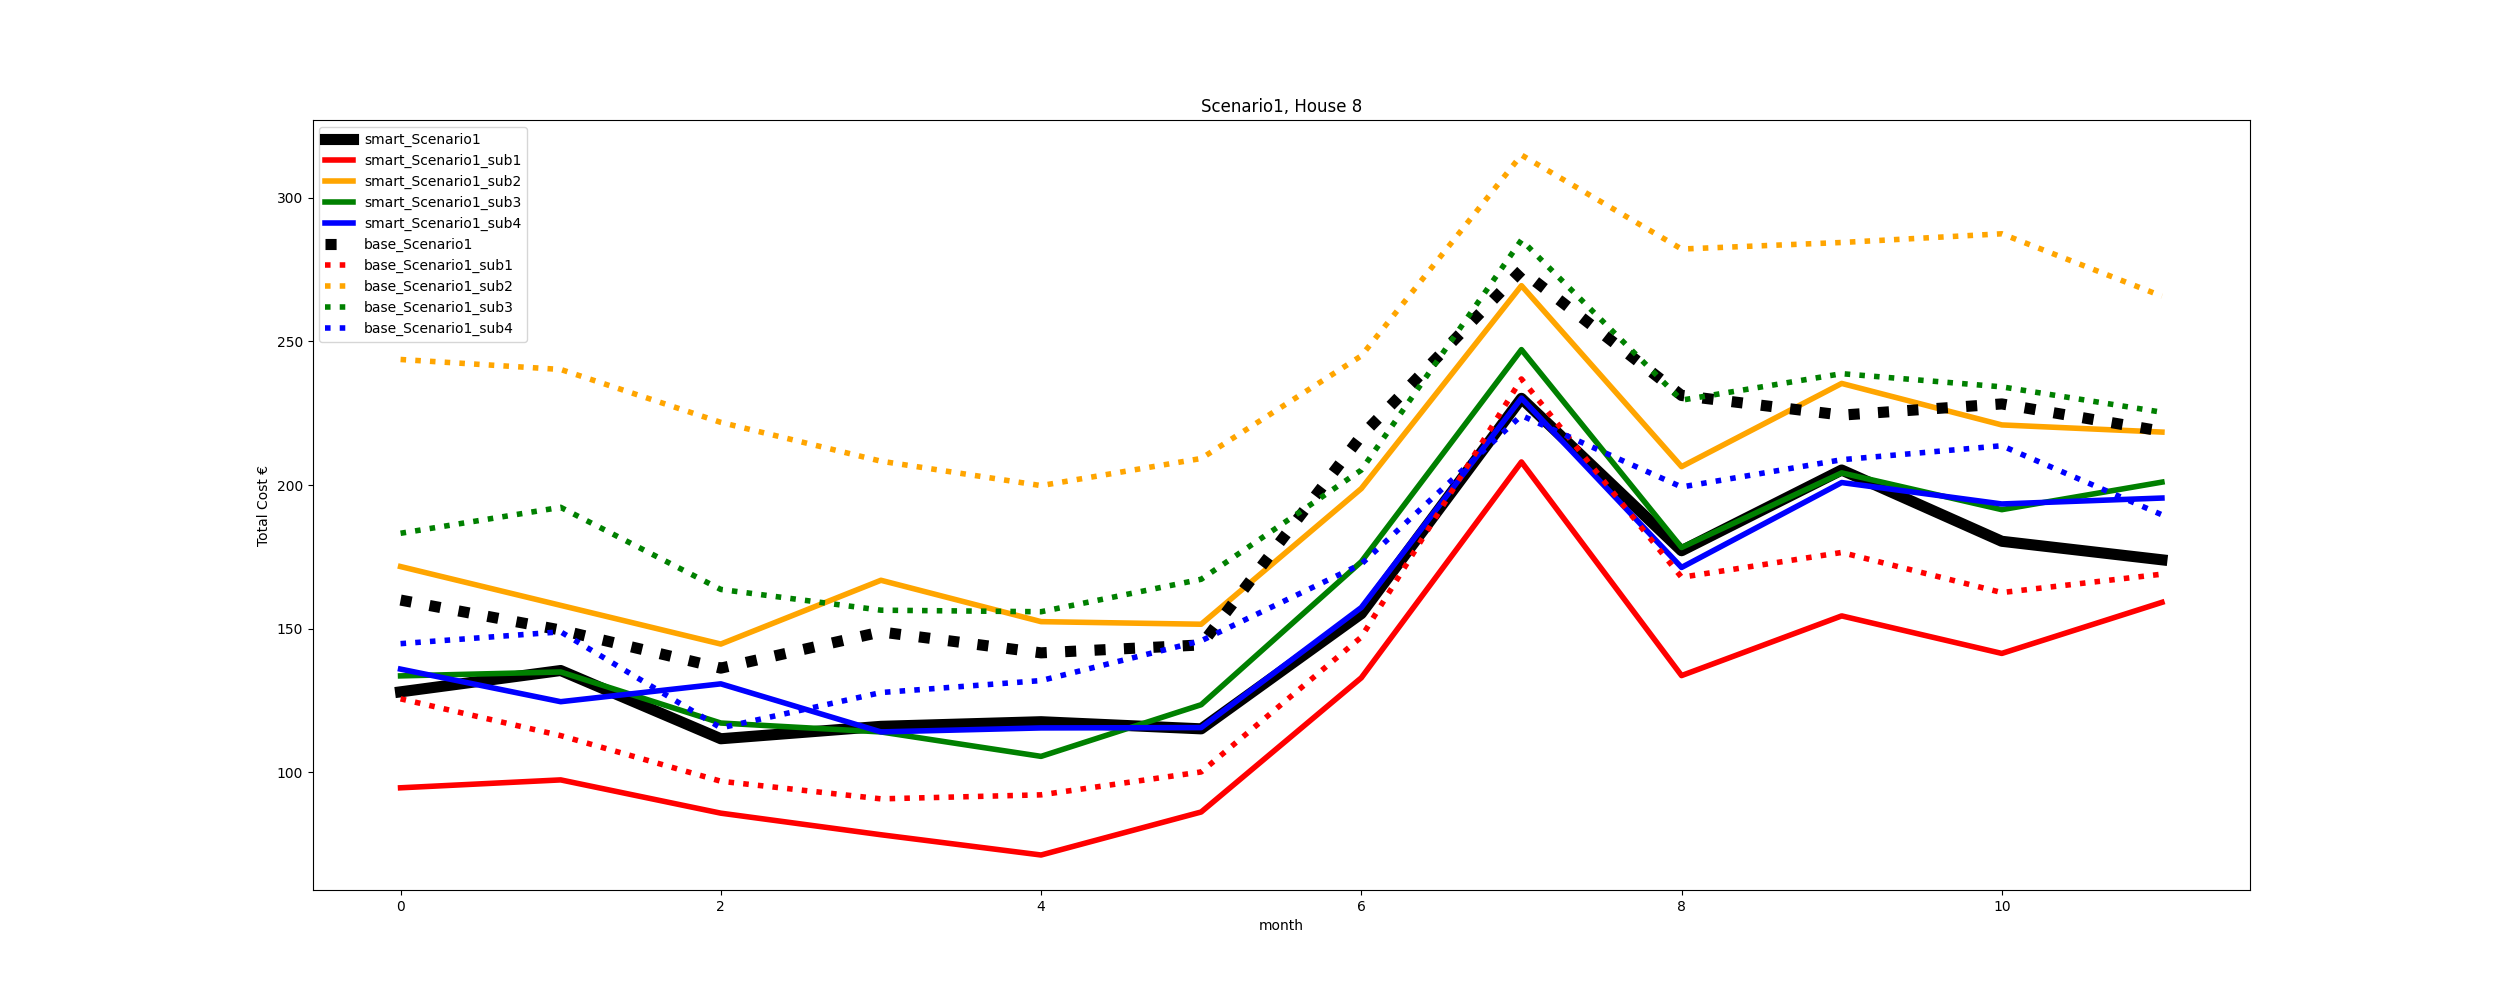 Scenario1, House 8
smart_Scenario1
smart_Scenario1_sub1
smart_Scenario1_sub2
smart_Scenario1_sub3
smart_Scenario1_sub4
base_Scenario1
base_Scenario1_sub1
base_Scenario1_sub2
base_Scenario1_sub3
base_Scenario1_sub4
Total Cost €
300
250
200
150
100
0 2 4 6 8 10
month